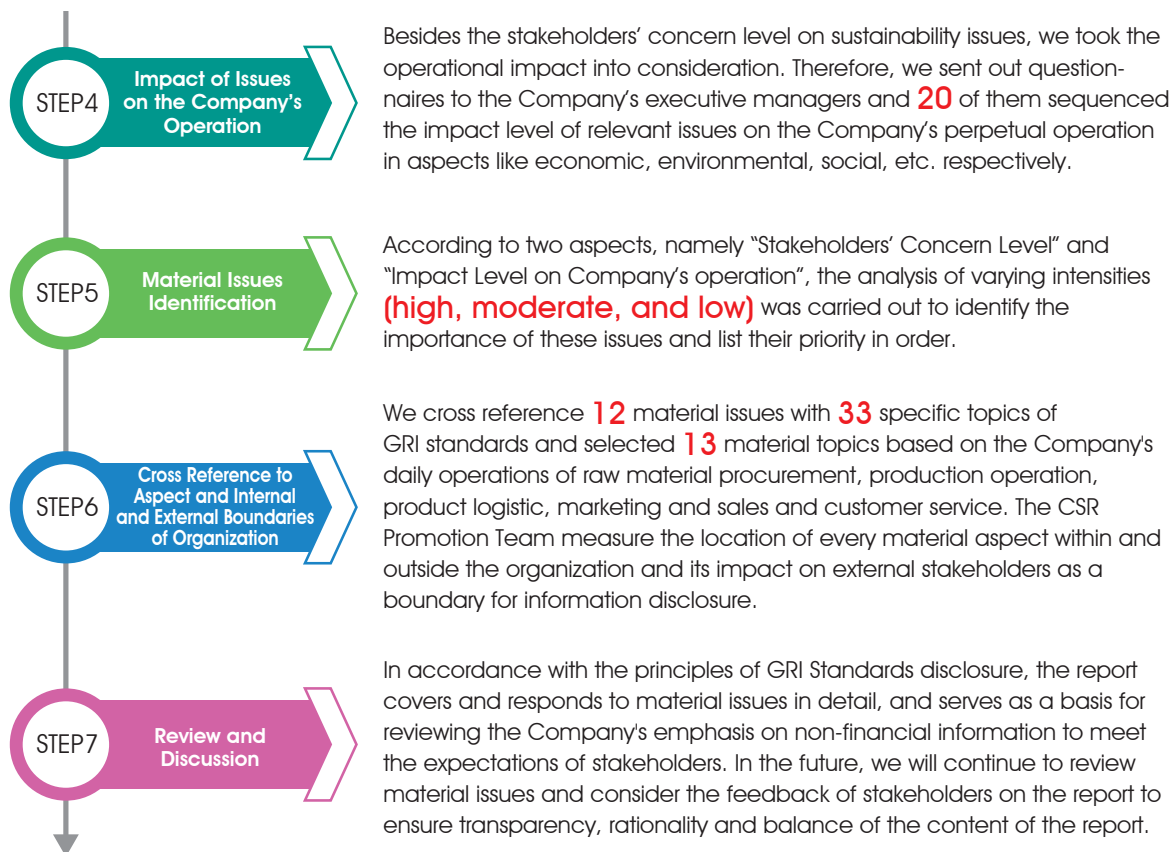 STEP4
Impact of Issues
on the Company's
Operation
Besides the stakeholders' concern level on sustainability issues, we took the
operational impact into consideration. Therefore, we sent out question-
naires to the Company's executive managers and 20 of them sequenced
the impact level of relevant issues on the Company's perpetual operation
in aspects like economic, environmental, social, etc. respectively.
STEP5
Material Issues
Identification
According to two aspects, namely "Stakeholders' Concern Level" and
"Impact Level on Company's operation", the analysis of varying intensities
(high, moderate, and low) was carried out to identify the
importance of these issues and list their priority in order.
STEP6
Cross Reference to
Aspect and Internal
and External Boundaries
of Organization
We cross reference 12 material issues with 33 specific topics of
GRI standards and selected 13 material topics based on the Company's
daily operations of raw material procurement, production operation,
product logistic, marketing and sales and customer service. The CSR
Promotion Team measure the location of every material aspect within and
outside the organization and its impact on external stakeholders as a
boundary for information disclosure.
STEP7
Review and
Discussion
In accordance with the principles of GRI Standards disclosure, the report
covers and responds to material issues in detail, and serves as a basis for
reviewing the Company's emphasis on non-financial information to meet
the expectations of stakeholders. In the future, we will continue to review
material issues and consider the feedback of stakeholders on the report to
ensure transparency, rationality and balance of the content of the report.